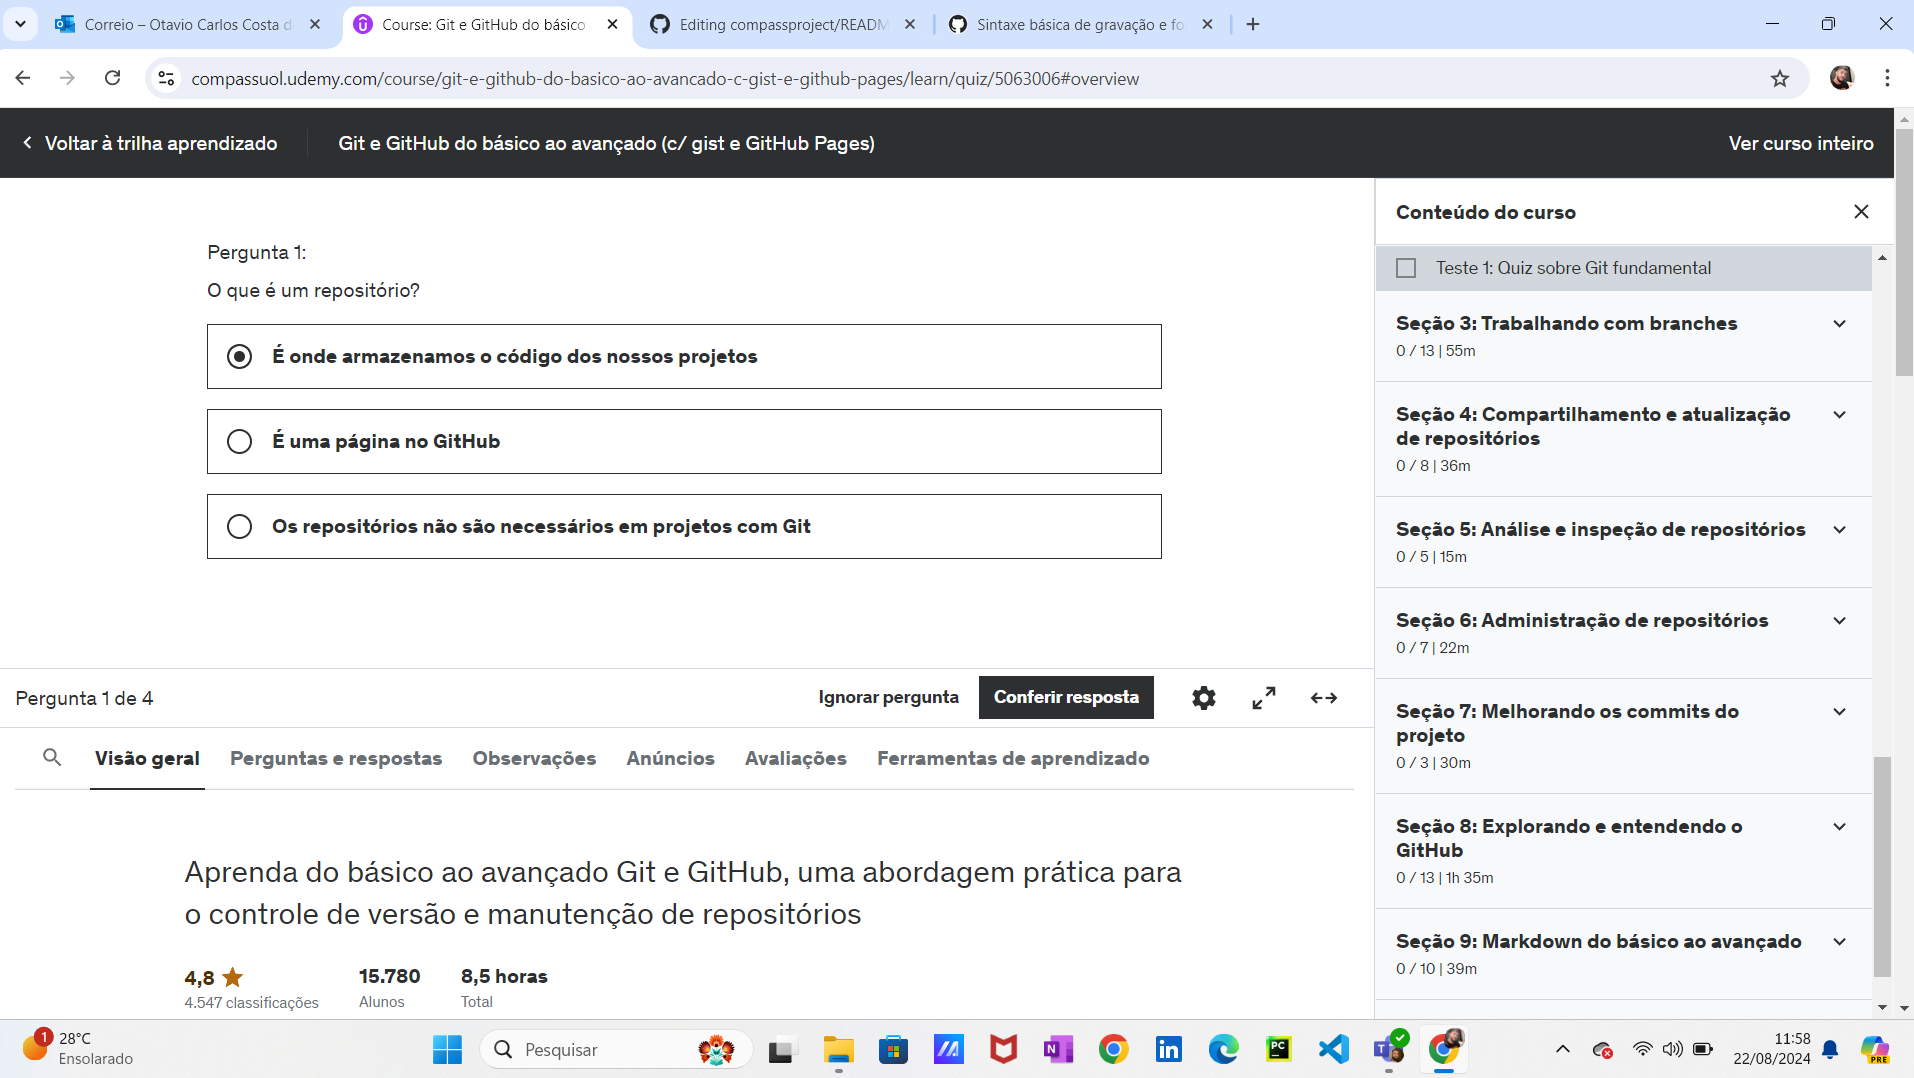 Correio – Otavio Carlos Costa d
Course: Git e GitHub do básico
Editing compassproject/READM
Sintaxe básica de gravação e fo
compassuol.udemy.com/course/git-e-github-do-basico-ao-avancado-c-gist-e-github-pages/learn/quiz/5063006#overview
Voltar à trilha aprendizado
Git e GitHub do básico ao avançado (c/ gist e GitHub Pages)
Ver curso inteiro
Pergunta 1:
O que é um repositório?
É onde armazenamos o código dos nossos projetos
É uma página no GitHub
Os repositórios não são necessários em projetos com Git
Pergunta 1 de 4
Ignorar pergunta
Conferir resposta
Visão geral
Perguntas e respostas
Observações
Anúncios
Avaliações
Ferramentas de aprendizado
Aprenda do básico ao avançado Git e GitHub, uma abordagem prática para
o controle de versão e manutenção de repositórios
4,8
4.547 classificações
15.780
Alunos
8,5 horas
Total
Conteúdo do curso
Teste 1: Quiz sobre Git fundamental
Seção 3: Trabalhando com branches
0 / 13 | 55m
Seção 4: Compartilhamento e atualização
de repositórios
0 / 8 | 36m
Seção 5: Análise e inspeção de repositórios
0 / 5 | 15m
Seção 6: Administração de repositórios
0 / 7 | 22m
Seção 7: Melhorando os commits do
projeto
0 / 3 | 30m
Seção 8: Explorando e entendendo o
GitHub
0 / 13 | 1h 35m
Seção 9: Markdown do básico ao avançado
0 / 10 | 39m
1
28°C
Ensolarado
Pesquisar
11:58
22/08/2024
PRE